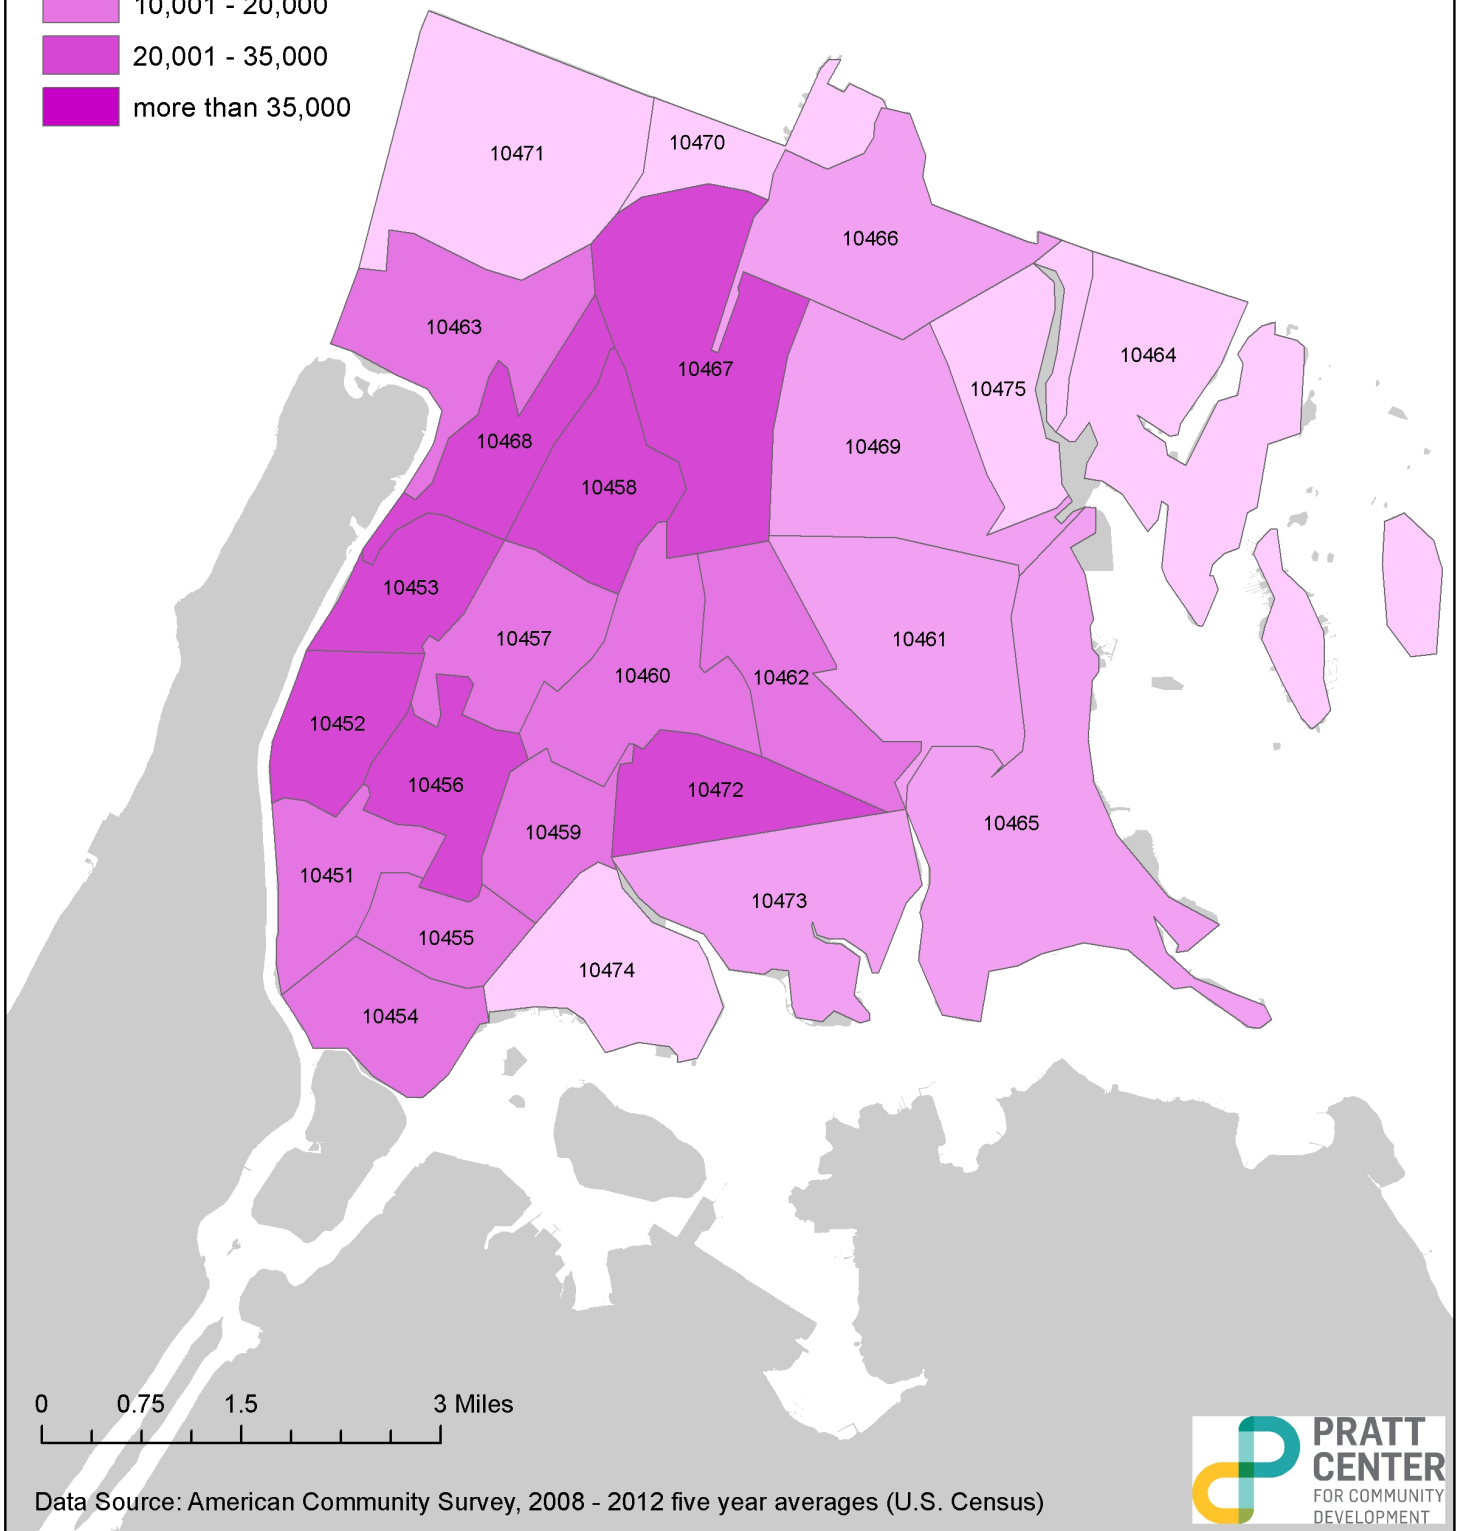 10,001 - 20,000
20,001 - 35,000
more than 35,000
10471
10470
10466
10463
10467
10464
10475
10468
10469
10458
10453
10457
10461
10460
10462
10452
10456
10472
10459
10465
10451
10473
10455
10474
10454
0 0.75 1.5 3 Miles
Data Source: American Community Survey, 2008 - 2012 five year averages (U.S. Census)
PRATT
CENTER
FOR COMMUNITY
DEVELOPMENT